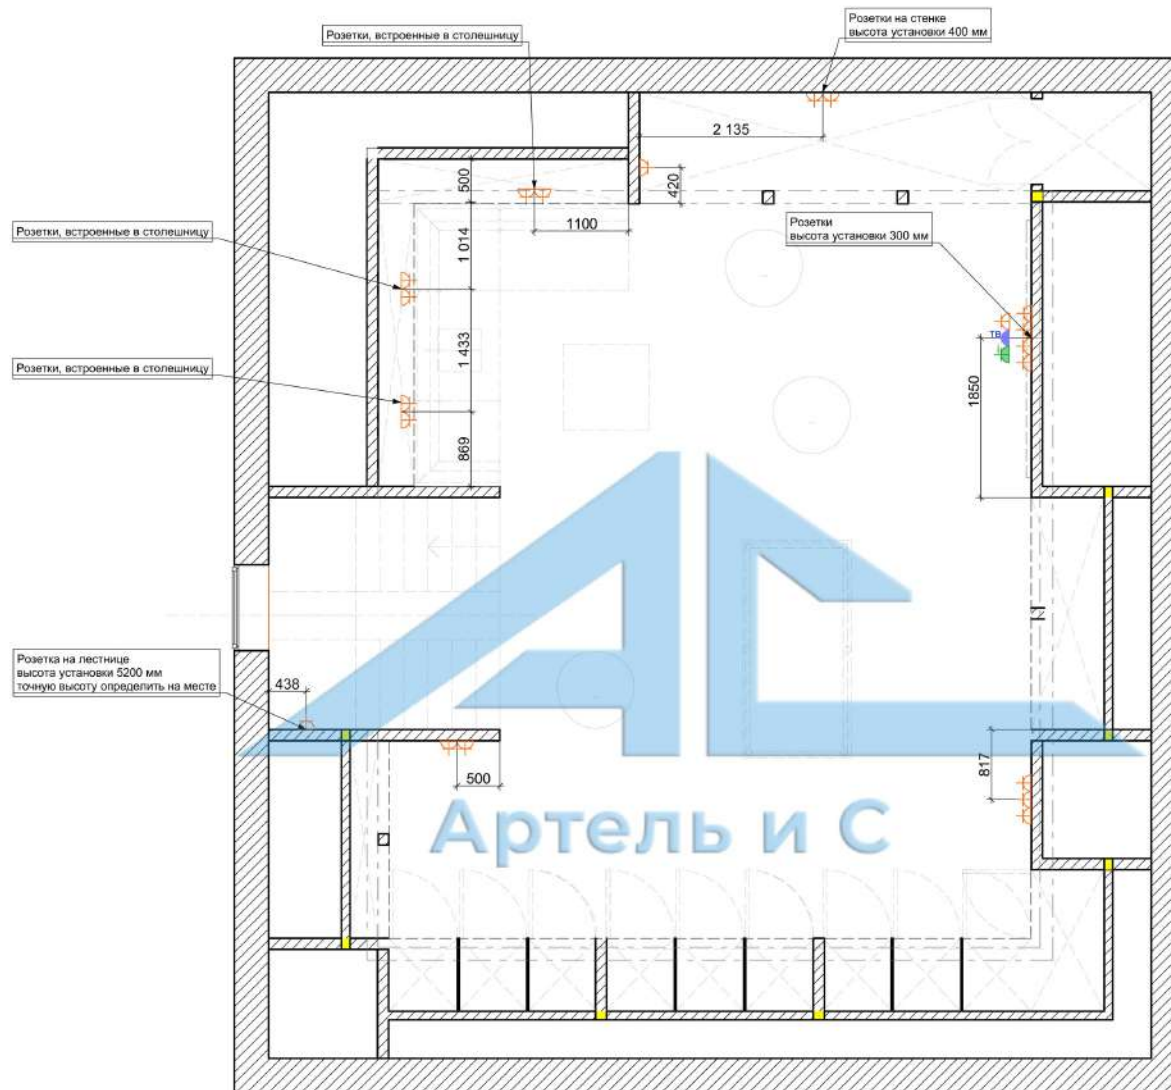 Розетки на стенке
высота установки 400 мм
Розетки, встроенные в столешницу
2 135
500
420
1100
Розетки, встроенные в столешницу
1 014
Розетки
высота установки 300 мм
ТВ
1 433
1850
Розетки, встроенные в столешницу
869
Розетка на лестнице
высота установки 5200 мм
точную высоту определить на месте
438
500
817
АС
Артель и С